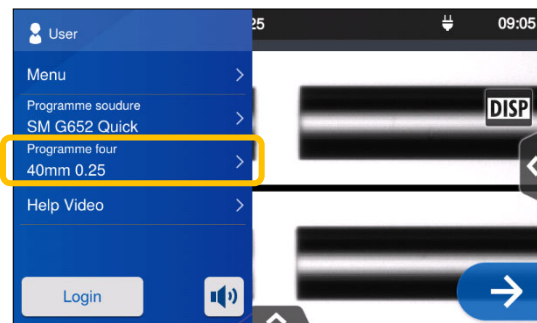 User
25
09:05
Menu
Programme soudure
SM G652 Quick
DISP
Programme four
40mm 0.25
Help Video
Login